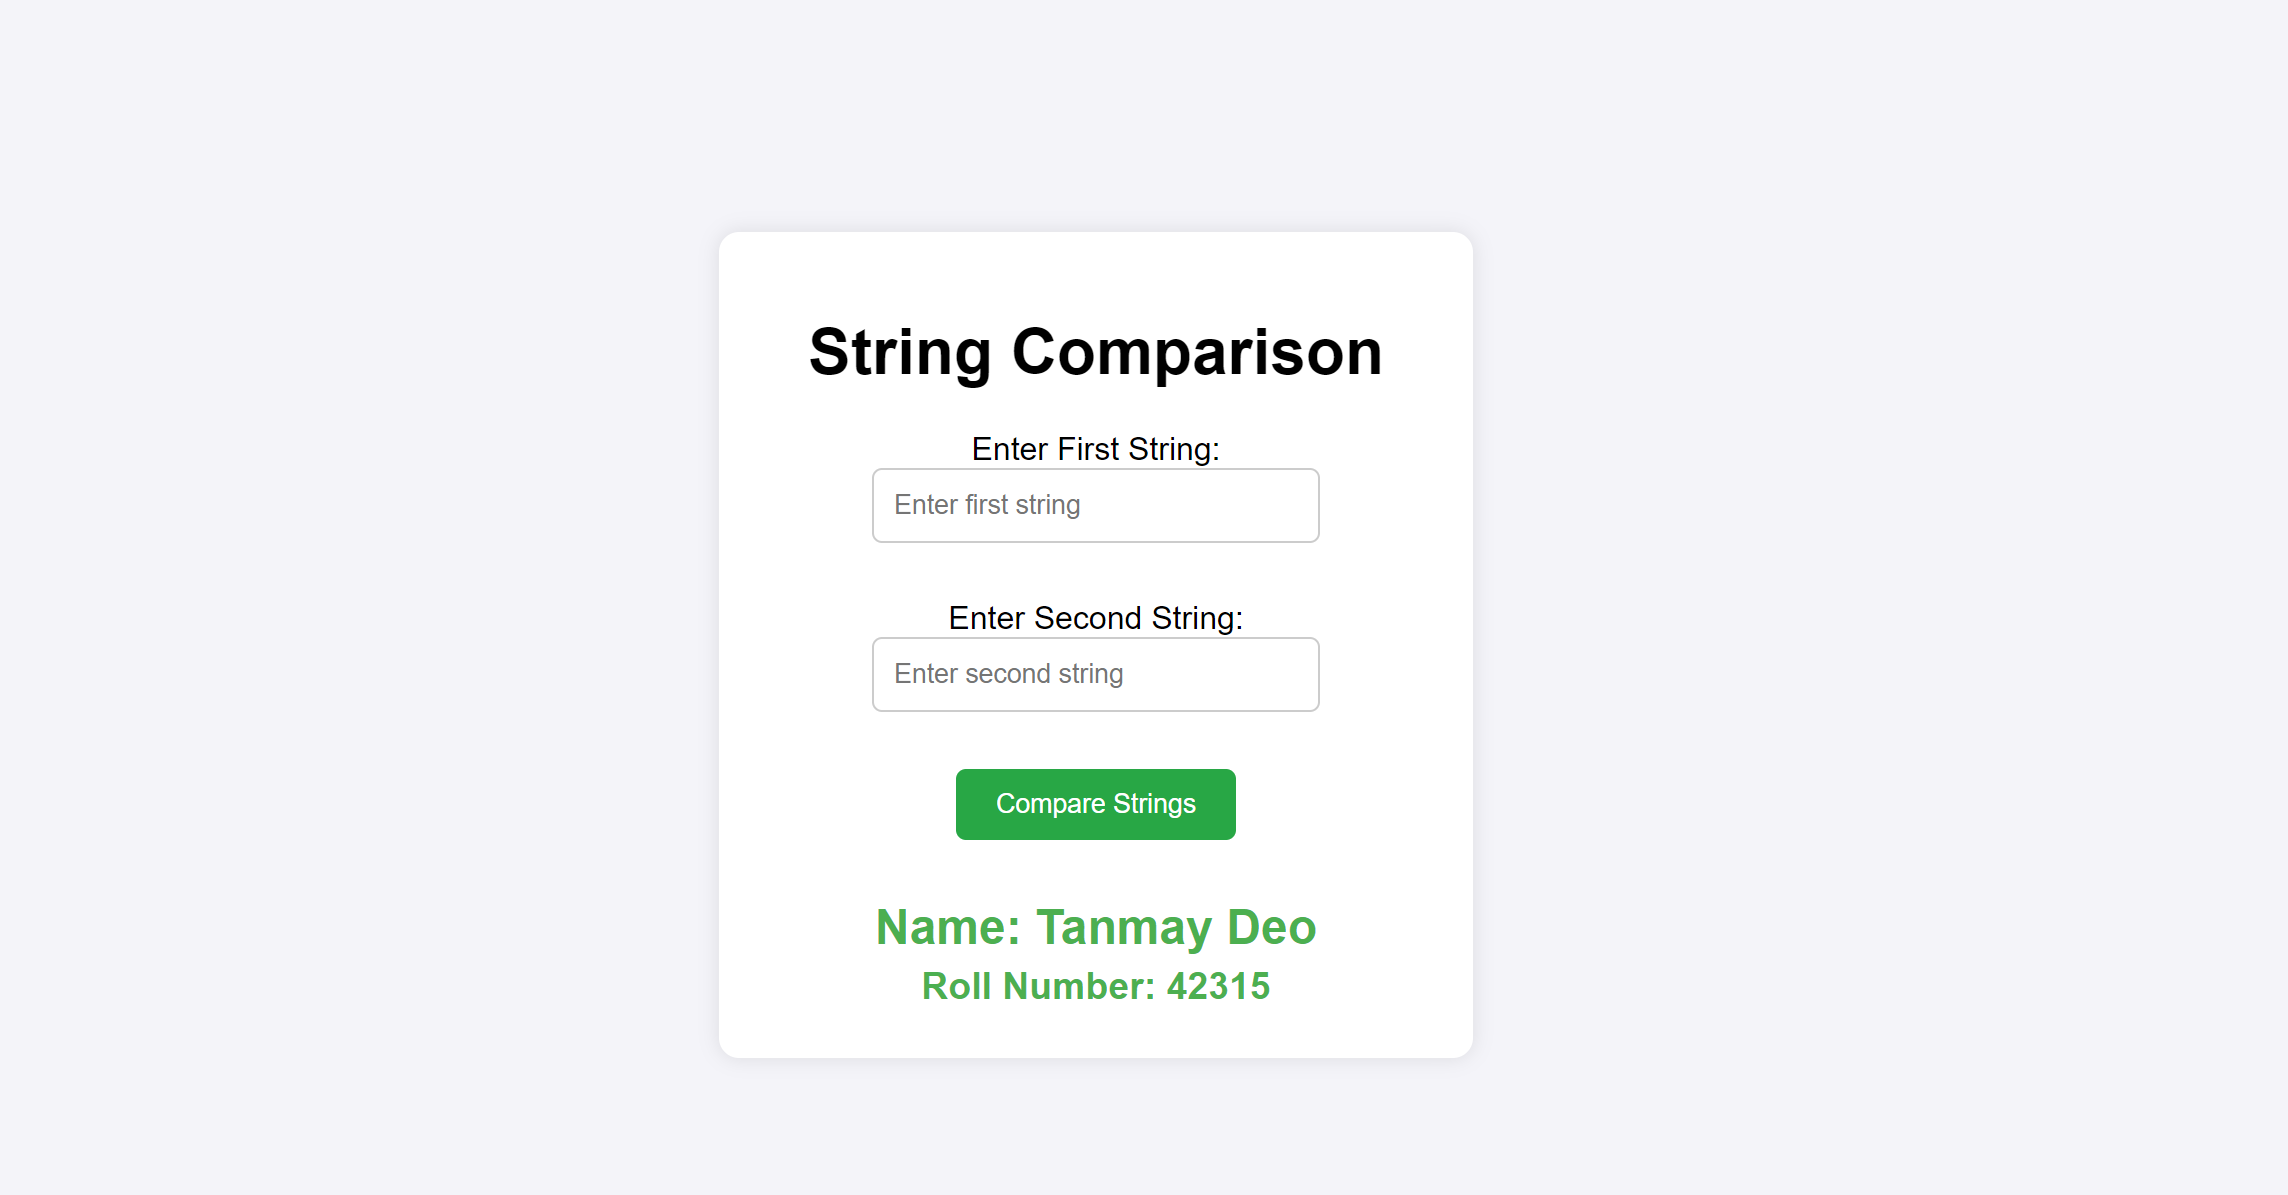 String Comparison
Enter First String:
Enter first string
Enter Second String:
Enter second string
Compare Strings
Name: Tanmay Deo
Roll Number: 42315